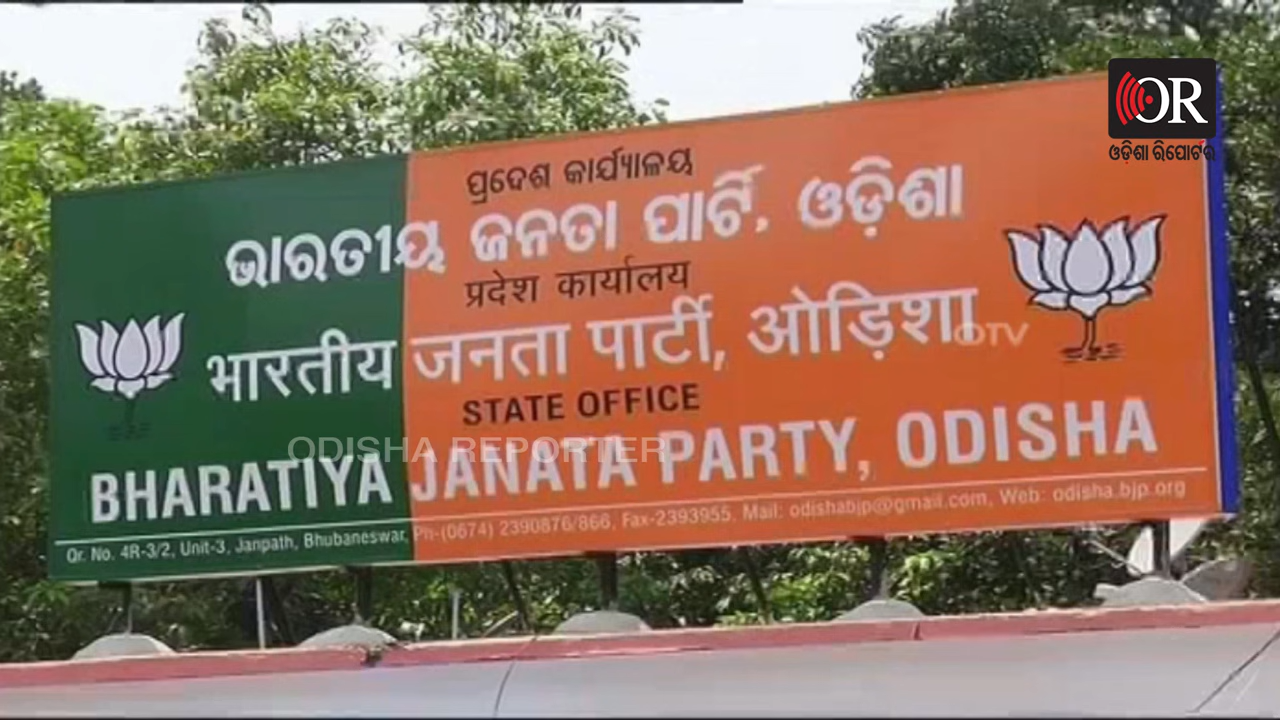 OR
ଓଡ଼ିଶା ରିପୋର୍ଟର
ପ୍ରଦେଶ କାର୍ଯ୍ୟାଳୟ
ଭାରତୀୟ ଜନତା ପାର୍ଟି, ଓଡ଼ିଶା
प्रदेश कार्यालय
भारतीय जनता पार्टी, ओड़िशा
OTV
STATE OFFICE
ODISHA REPORTER
BHARATIYA JANATA PARTY, ODISHA
Qr. No. 4R-3/2, Unit-3, Janpath, Bhubaneswar, Ph-(0674) 2390876/866, Fax-2393955, Mail: odishabjp@gmail.com, Web: odisha.bjp.org